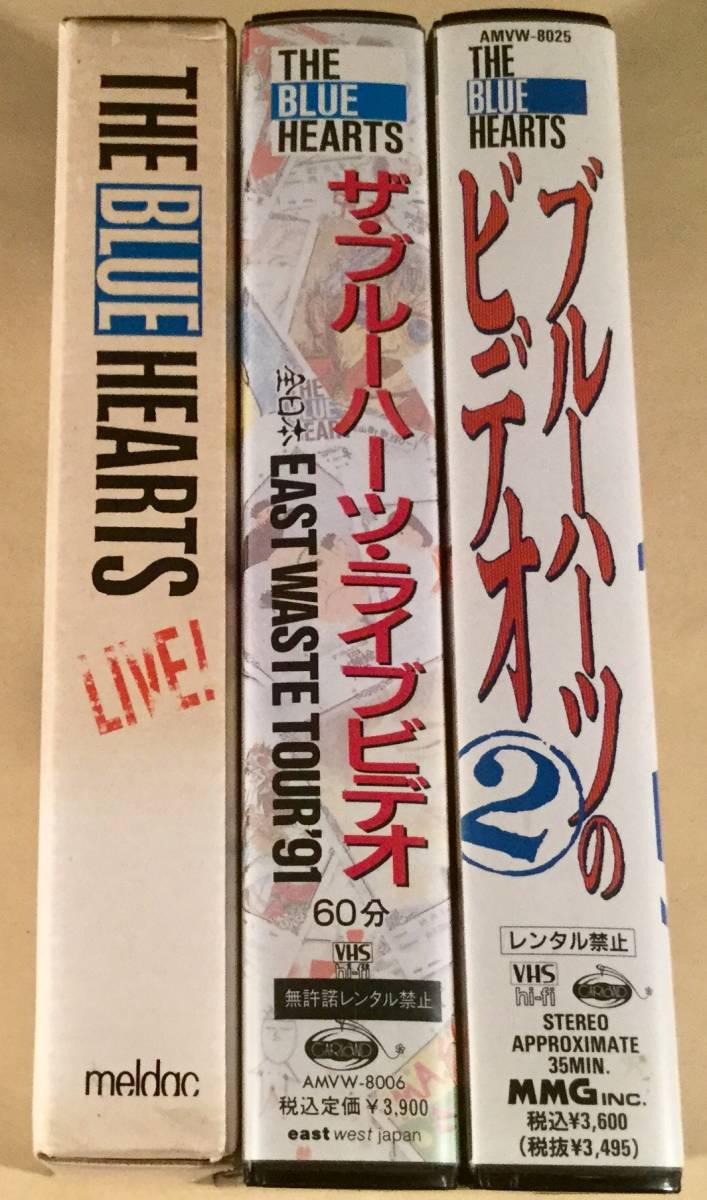 THE BLUE HEARTS
LIVE!
meldac
THE
BLUE
HEARTS
ザ・ブルーハーツ・ライブビデオ
全日本 EAST WASTE TOUR'91
60分
VHS
hi-fi
無許諾レンタル禁止
GARLAND
AMVW-8006
税込定価￥3,900
east west japan
AMVW-8025
THE
BLUE
HEARTS
ブルーハーツの
ビデオ
2
レンタル禁止
VHS
hi-fi
GARLAND
STEREO
APPROXIMATE
35MIN.
MMG INC.
税込¥3,600
(税抜¥3,495)